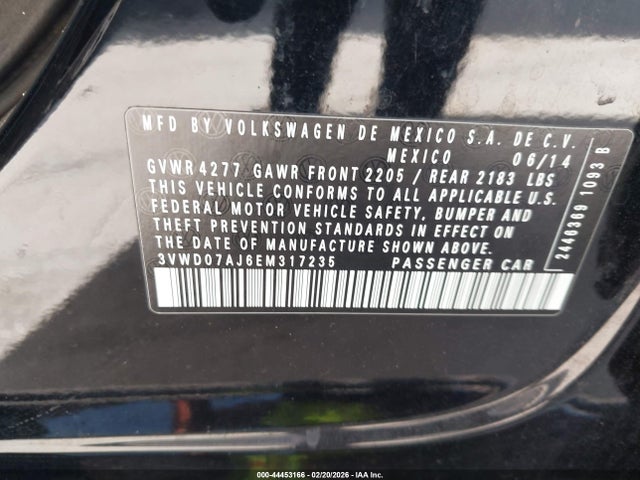 MFD BY VOLKSWAGEN DE MEXICO S.A. DE C.V.
MEXICO 06/14
GVWR 4277 GAWR FRONT 2205 / REAR 2183 LBS
THIS VEHICLE CONFORMS TO ALL APPLICABLE U.S.
FEDERAL MOTOR VEHICLE SAFETY, BUMPER AND
THEFT PREVENTION STANDARDS IN EFFECT ON
THE DATE OF MANUFACTURE SHOWN ABOVE.
3VWD07AJ6EM317235 PASSENGER CAR
2446369 1093 B
000-44453166 - 02/20/2026 - IAA Inc.